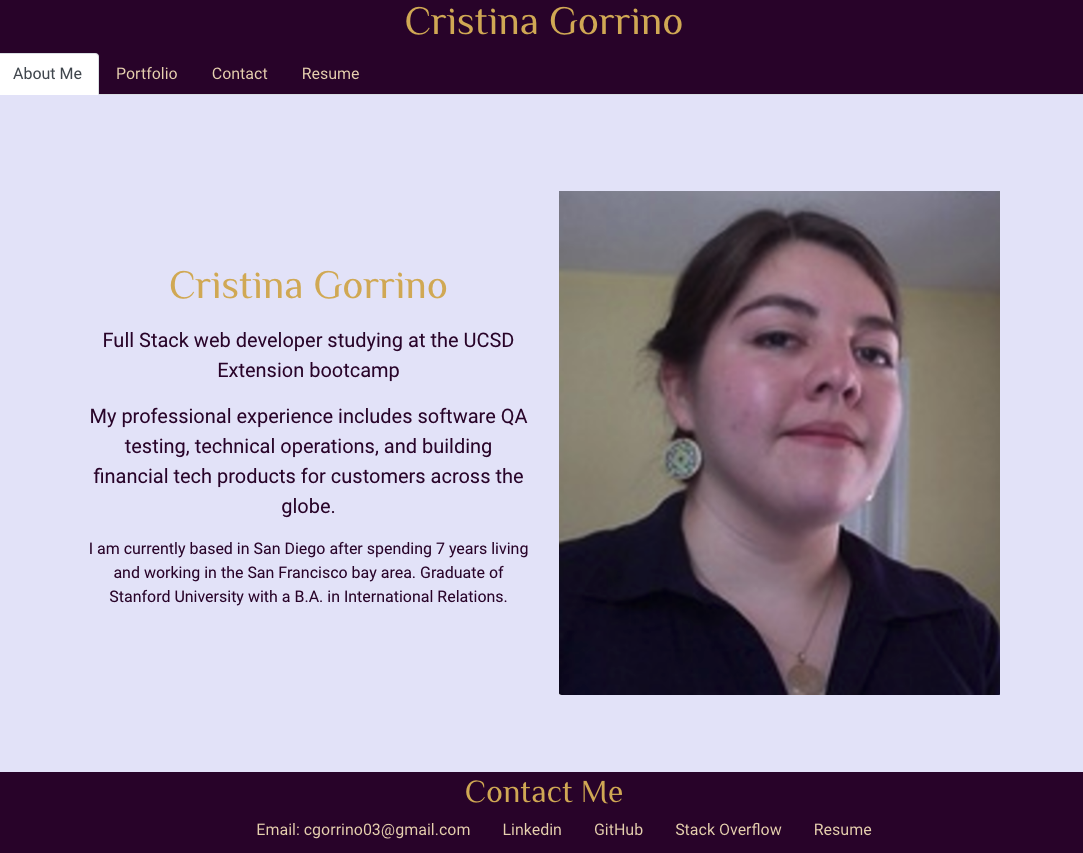 Cristina Gorrino
About Me Portfolio Contact Resume
Cristina Gorrino
Full Stack web developer studying at the UCSD
Extension bootcamp
My professional experience includes software QA
testing, technical operations, and building
financial tech products for customers across the
globe.
I am currently based in San Diego after spending 7 years living
and working in the San Francisco bay area. Graduate of
Stanford University with a B.A. in International Relations.
Contact Me
Email: cgorrino03@gmail.com Linkedin GitHub Stack Overflow Resume